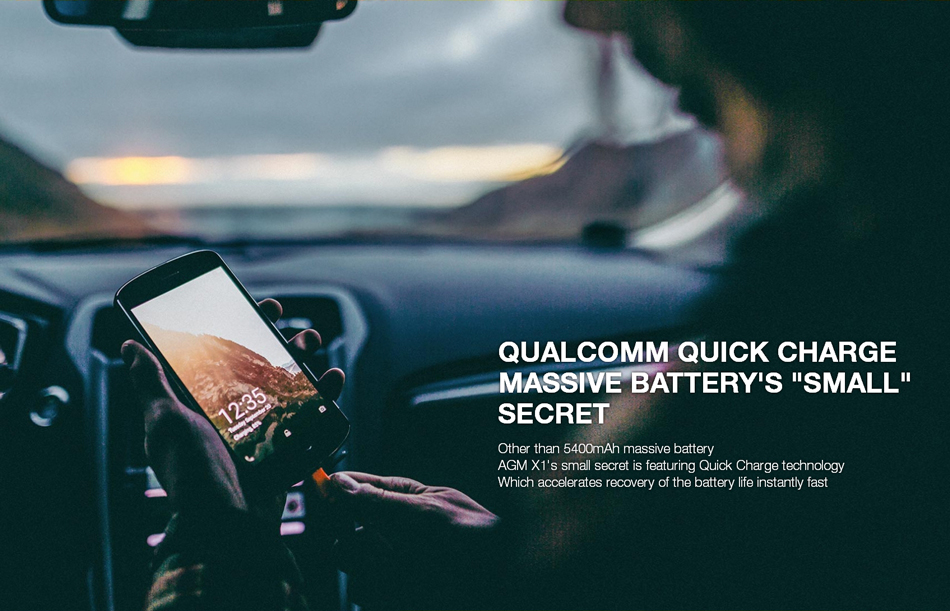 12:35
QUALCOMM QUICK CHARGE
MASSIVE BATTERY'S "SMALL"
SECRET
Other than 5400mAh massive battery
AGM X1's small secret is featuring Quick Charge technology
Which accelerates recovery of the battery life instantly fast